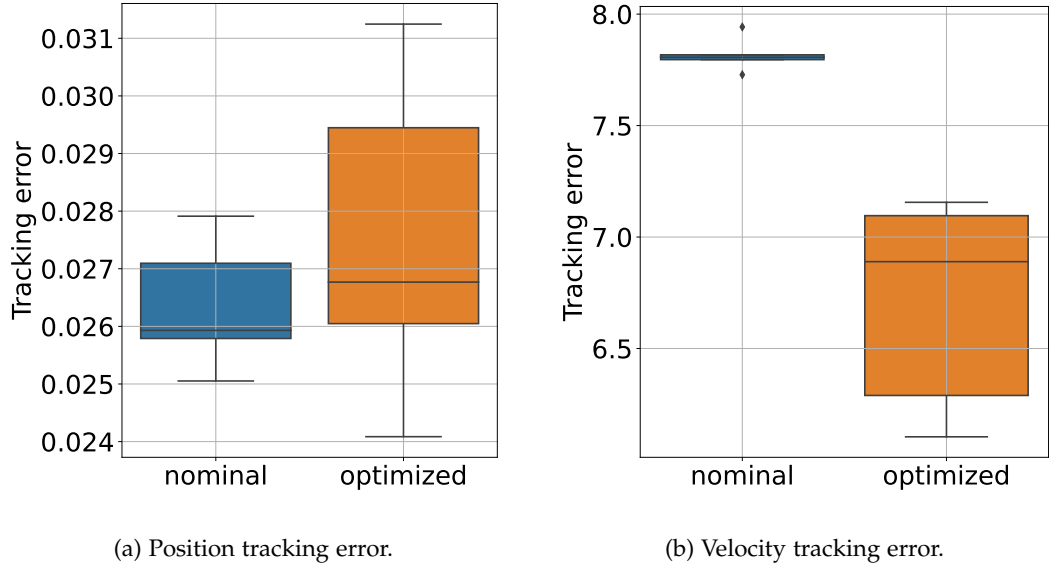 0.031
0.030
0.029
0.028
0.027
0.026
0.025
0.024
Tracking error
nominal optimized
(a) Position tracking error.
8.0
7.5
7.0
6.5
Tracking error
nominal optimized
(b) Velocity tracking error.